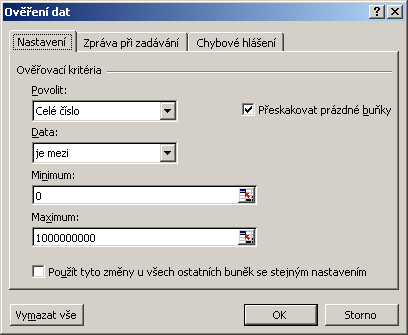 Ověření dat
Nastavení Zpráva při zadávání Chybové hlášení
Ověřovací kritéria
Povolit:
Celé číslo Přeskakovat prázdné buňky
Data:
je mezi
Minimum:
0
Maximum:
1000000000
Použít tyto změny u všech ostatních buněk se stejným nastavením
Vymazat vše OK Storno